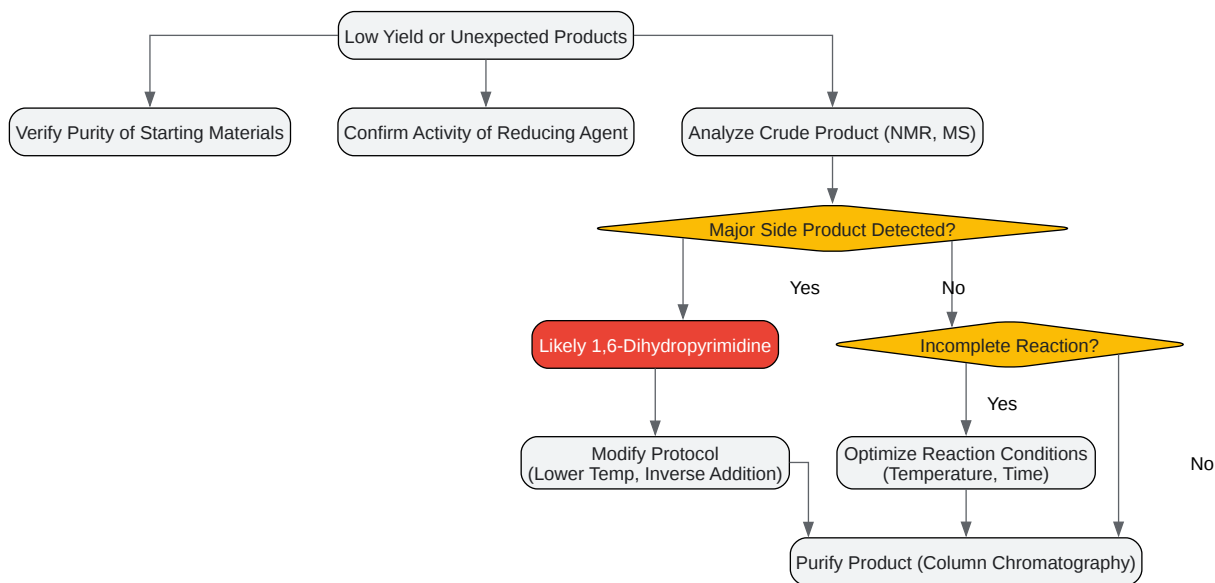 Low Yield or Unexpected Products
Verify Purity of Starting Materials
Confirm Activity of Reducing Agent
Analyze Crude Product (NMR, MS)
Major Side Product Detected?
Yes
No
Likely 1,6-Dihydropyrimidine
Incomplete Reaction?
Yes
Modify Protocol
(Lower Temp, Inverse Addition)
Optimize Reaction Conditions
(Temperature, Time)
No
Purify Product (Column Chromatography)